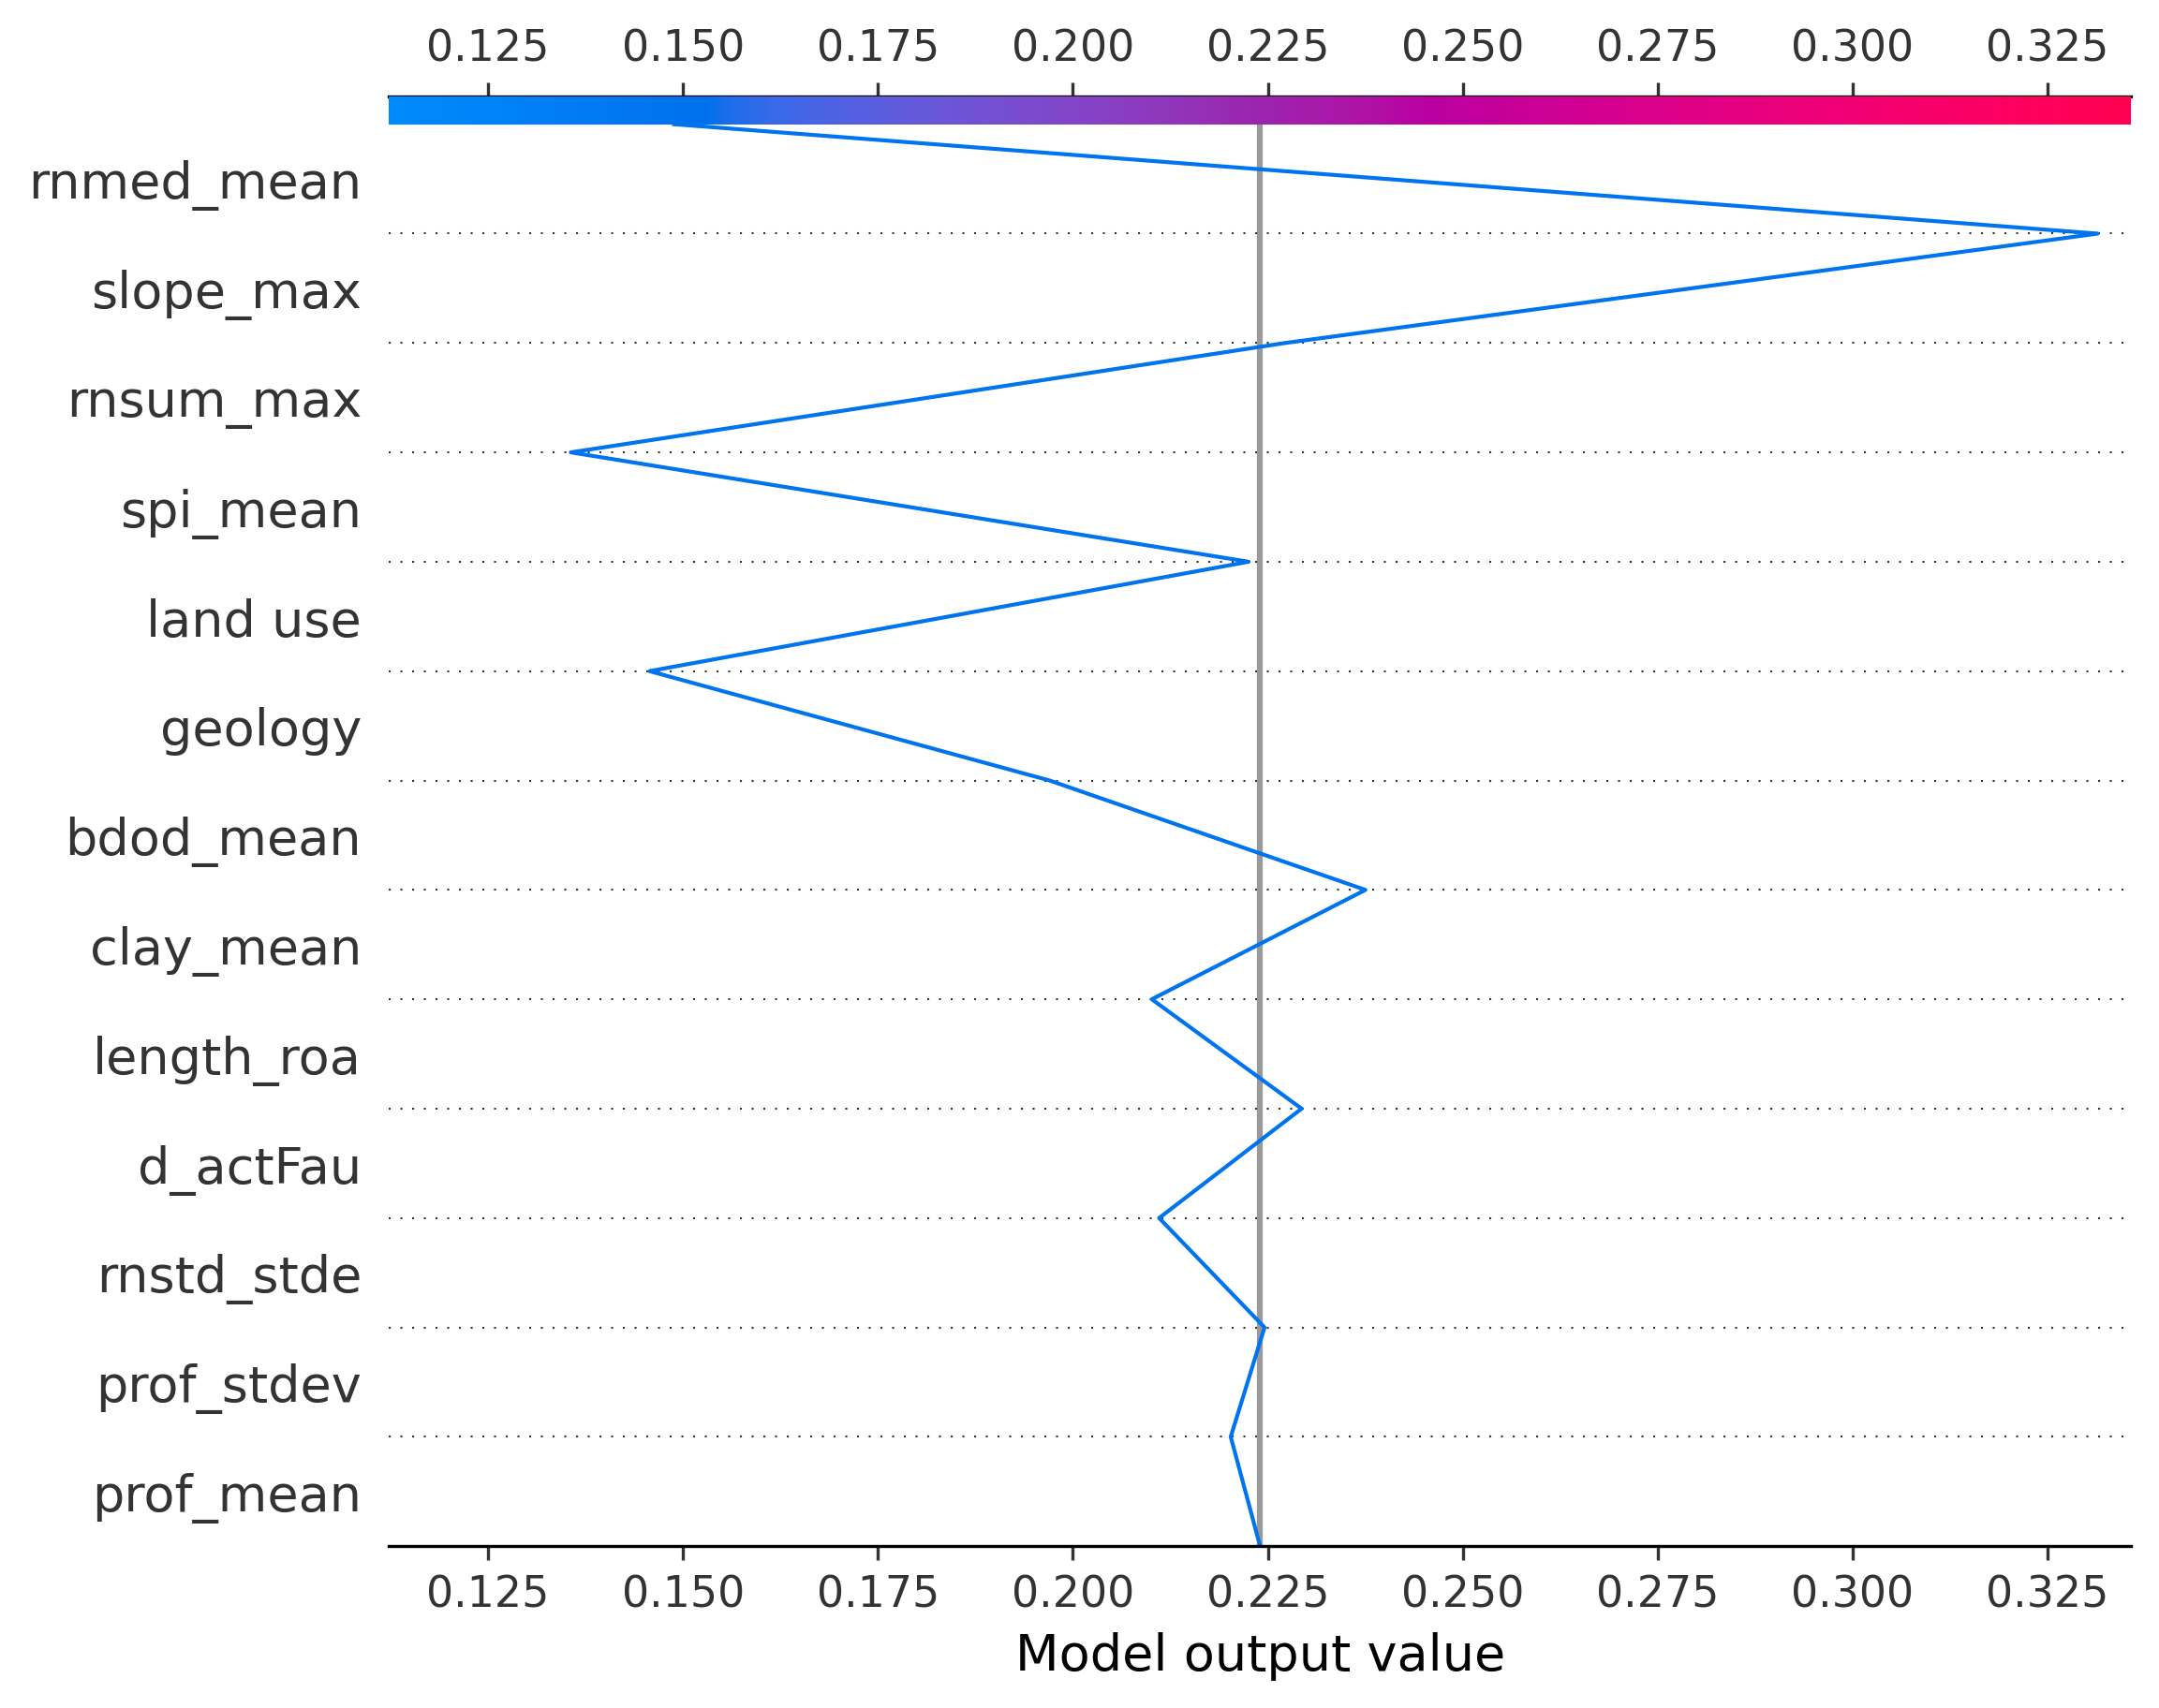 0.125 0.150 0.175 0.200 0.225 0.250 0.275 0.300 0.325
rnmed_mean
slope_max
rnsum_max
spi_mean
land use
geology
bdod_mean
clay_mean
length_roa
d_actFau
rnstd_stde
prof_stdev
prof_mean
0.125 0.150 0.175 0.200 0.225 0.250 0.275 0.300 0.325
Model output value